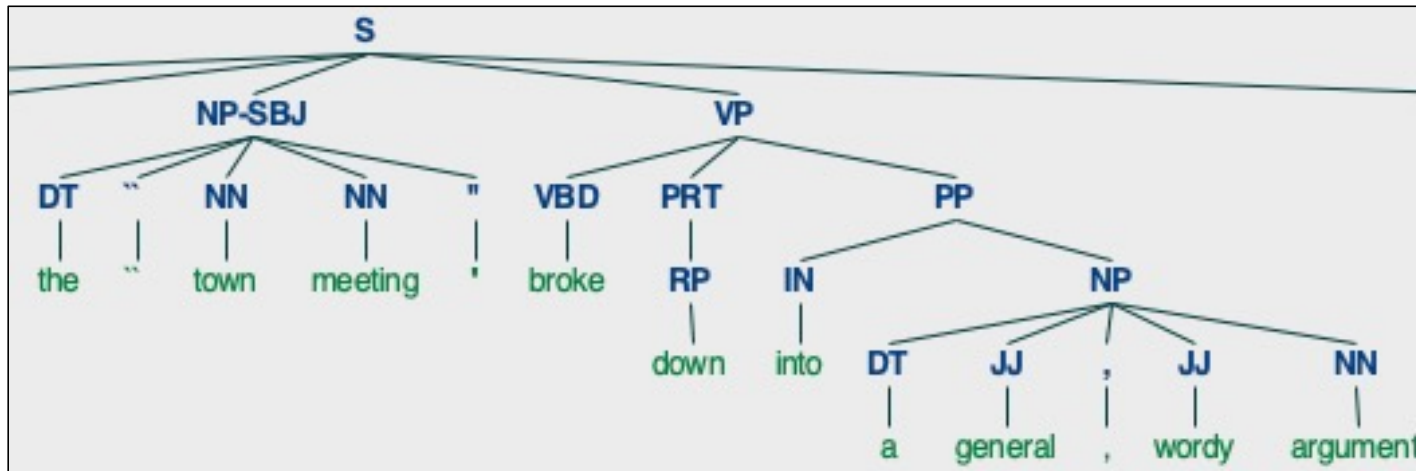 S
NP-SBJ VP
DT `` NN NN " VBD PRT PP
the `` town meeting ' broke RP IN NP
down into DT JJ , JJ NN
a general , wordy argument